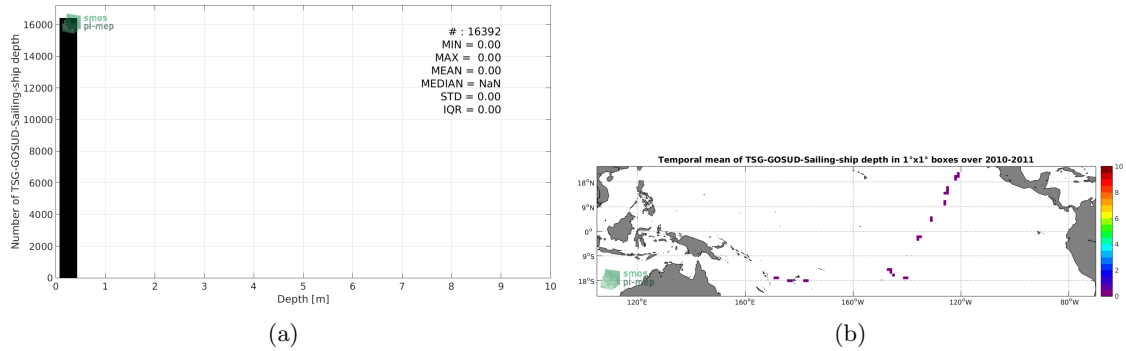 16000
14000
12000
10000
8000
6000
4000
2000
0
Number of TSG-GOSUD-Sailing-ship depth
smos
pi-mep
# : 16392
MIN = 0.00
MAX = 0.00
MEAN = 0.00
MEDIAN = NaN
STD = 0.00
IQR = 0.00
0 1 2 3 4 5 6 7 8 9 10
Depth [m]
(a)
Temporal mean of TSG-GOSUD-Sailing-ship depth in 1°x1° boxes over 2010-2011
18°N
9°N
0°
9°S
18°S
smos
pi-mep
120°E 160°E 160°W 120°W 80°W
10
8
6
4
2
0
(b)